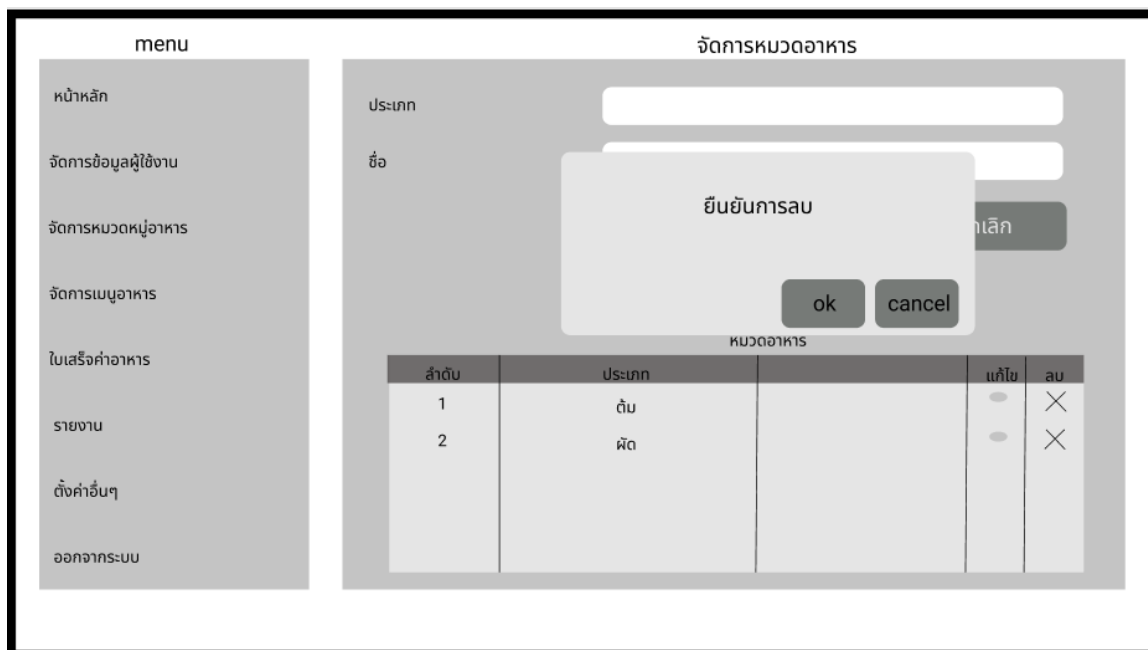 menu
หน้าหลัก
จัดการข้อมูลผู้ใช้งาน
จัดการหมวดหมู่อาหาร
จัดการเมนูอาหาร
ใบเสร็จค่าอาหาร
รายงาน
ตั้งค่าอื่นๆ
ออกจากระบบ
จัดการหมวดอาหาร
ประเภท
ชื่อ
ยืนยันการลบ
ok cancel
หมวดอาหาร
ลำดับ ประเภท แก้ไข ลบ
1 ต้ม
2 ผัด